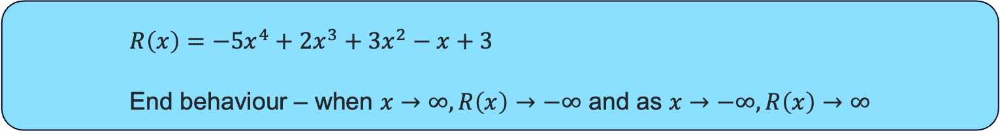 R(x) = −5x⁴ + 2x³ + 3x² − x + 3
End behaviour – when x → ∞, R(x) → −∞ and as x → −∞, R(x) → ∞